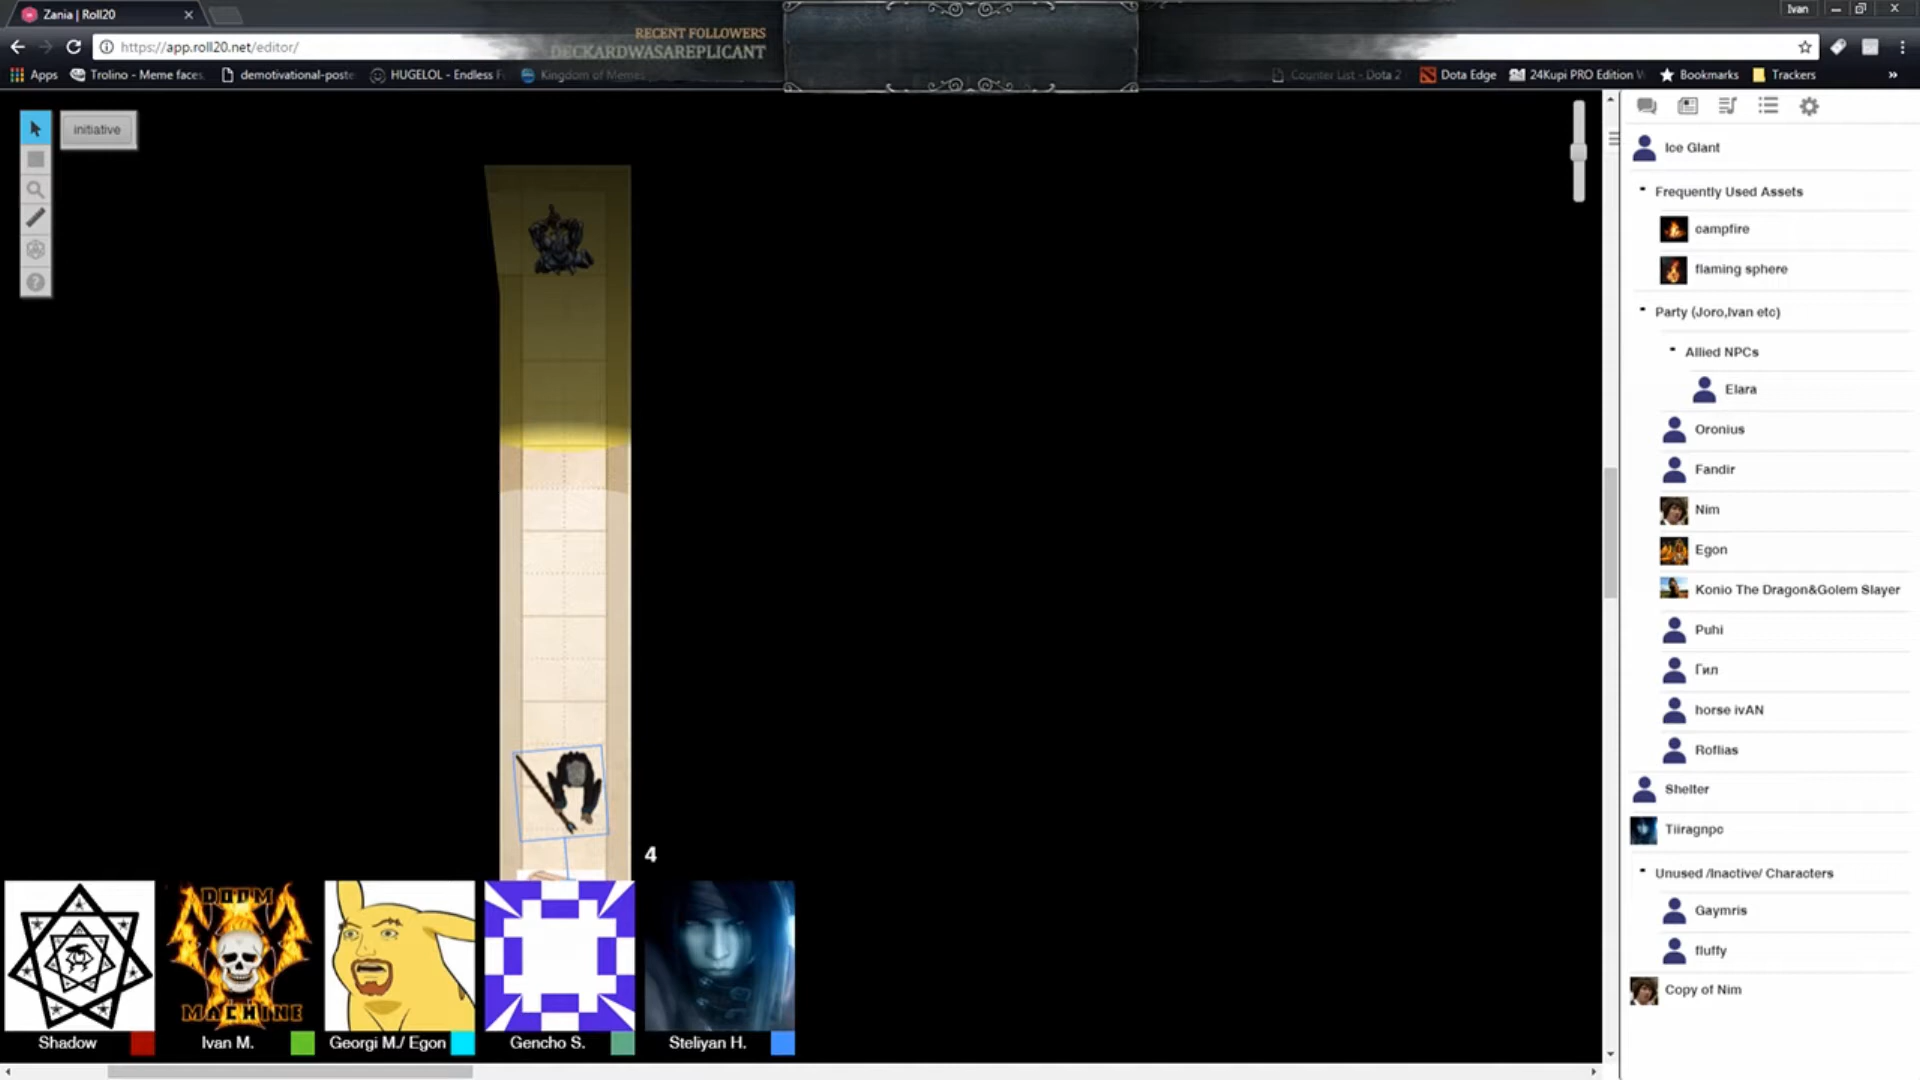 Zania | Roll20
Ivan
https://app.roll20.net/editor/
RECENT FOLLOWERS
DECKARDWASAREPLICANT
Apps
Trolino - Meme faces
demotivational-poste
HUGELOL - Endless F
Kingdom of Memes
Counter List - Dota 2
Dota Edge
24Kupi PRO Edition V
Bookmarks
Trackers
initiative
Ice Giant
Frequently Used Assets
campfire
flaming sphere
Party (Joro,Ivan etc)
Allied NPCs
Elara
Oronius
Fandir
Nim
Egon
Konio The Dragon&Golem Slayer
Puhi
Гил
horse ivAN
Roflias
Shelter
Tiiragnpc
Unused /Inactive/ Characters
Gaymris
fluffy
Copy of Nim
4
DOOM
MACHINE
Shadow
Ivan M.
Georgi M./ Egon
Gencho S.
Steliyan H.